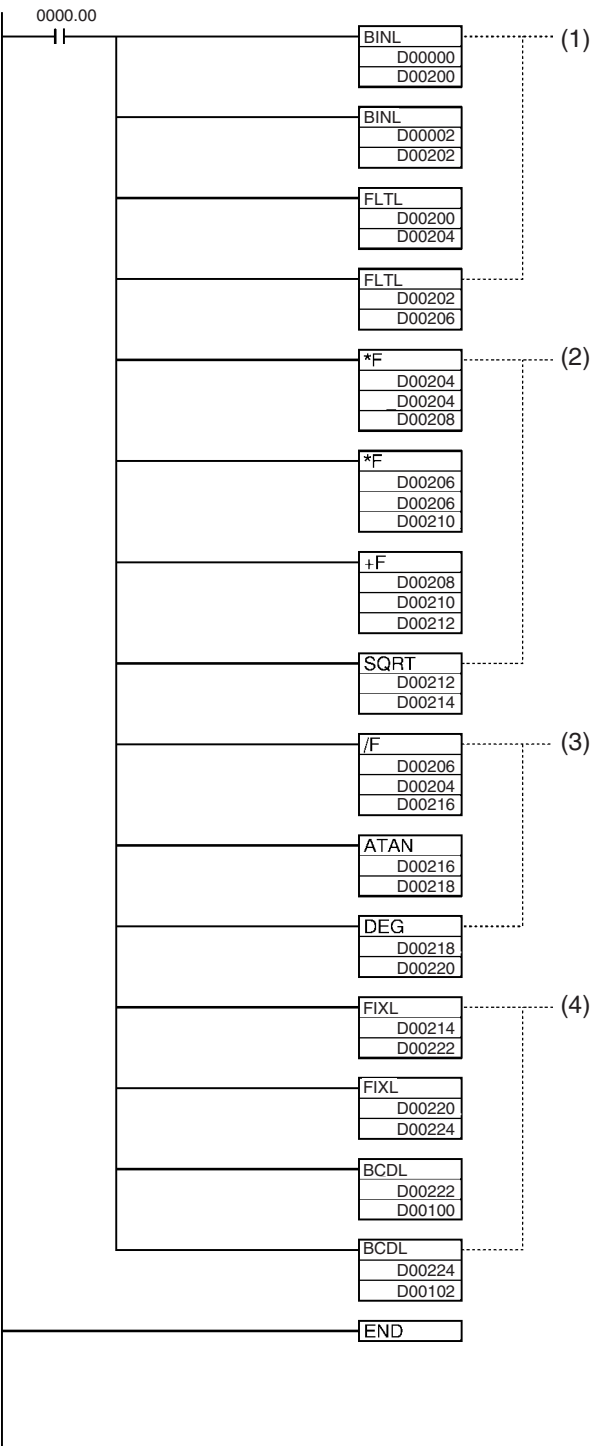 0000.00
BINL
D00000
D00200
(1)
BINL
D00002
D00202
FLTL
D00200
D00204
FLTL
D00202
D00206
*F
D00204
D00204
D00208
(2)
*F
D00206
D00206
D00210
+F
D00208
D00210
D00212
SQRT
D00212
D00214
/F
D00206
D00204
D00216
(3)
ATAN
D00216
D00218
DEG
D00218
D00220
FIXL
D00214
D00222
(4)
FIXL
D00220
D00224
BCDL
D00222
D00100
BCDL
D00224
D00102
END